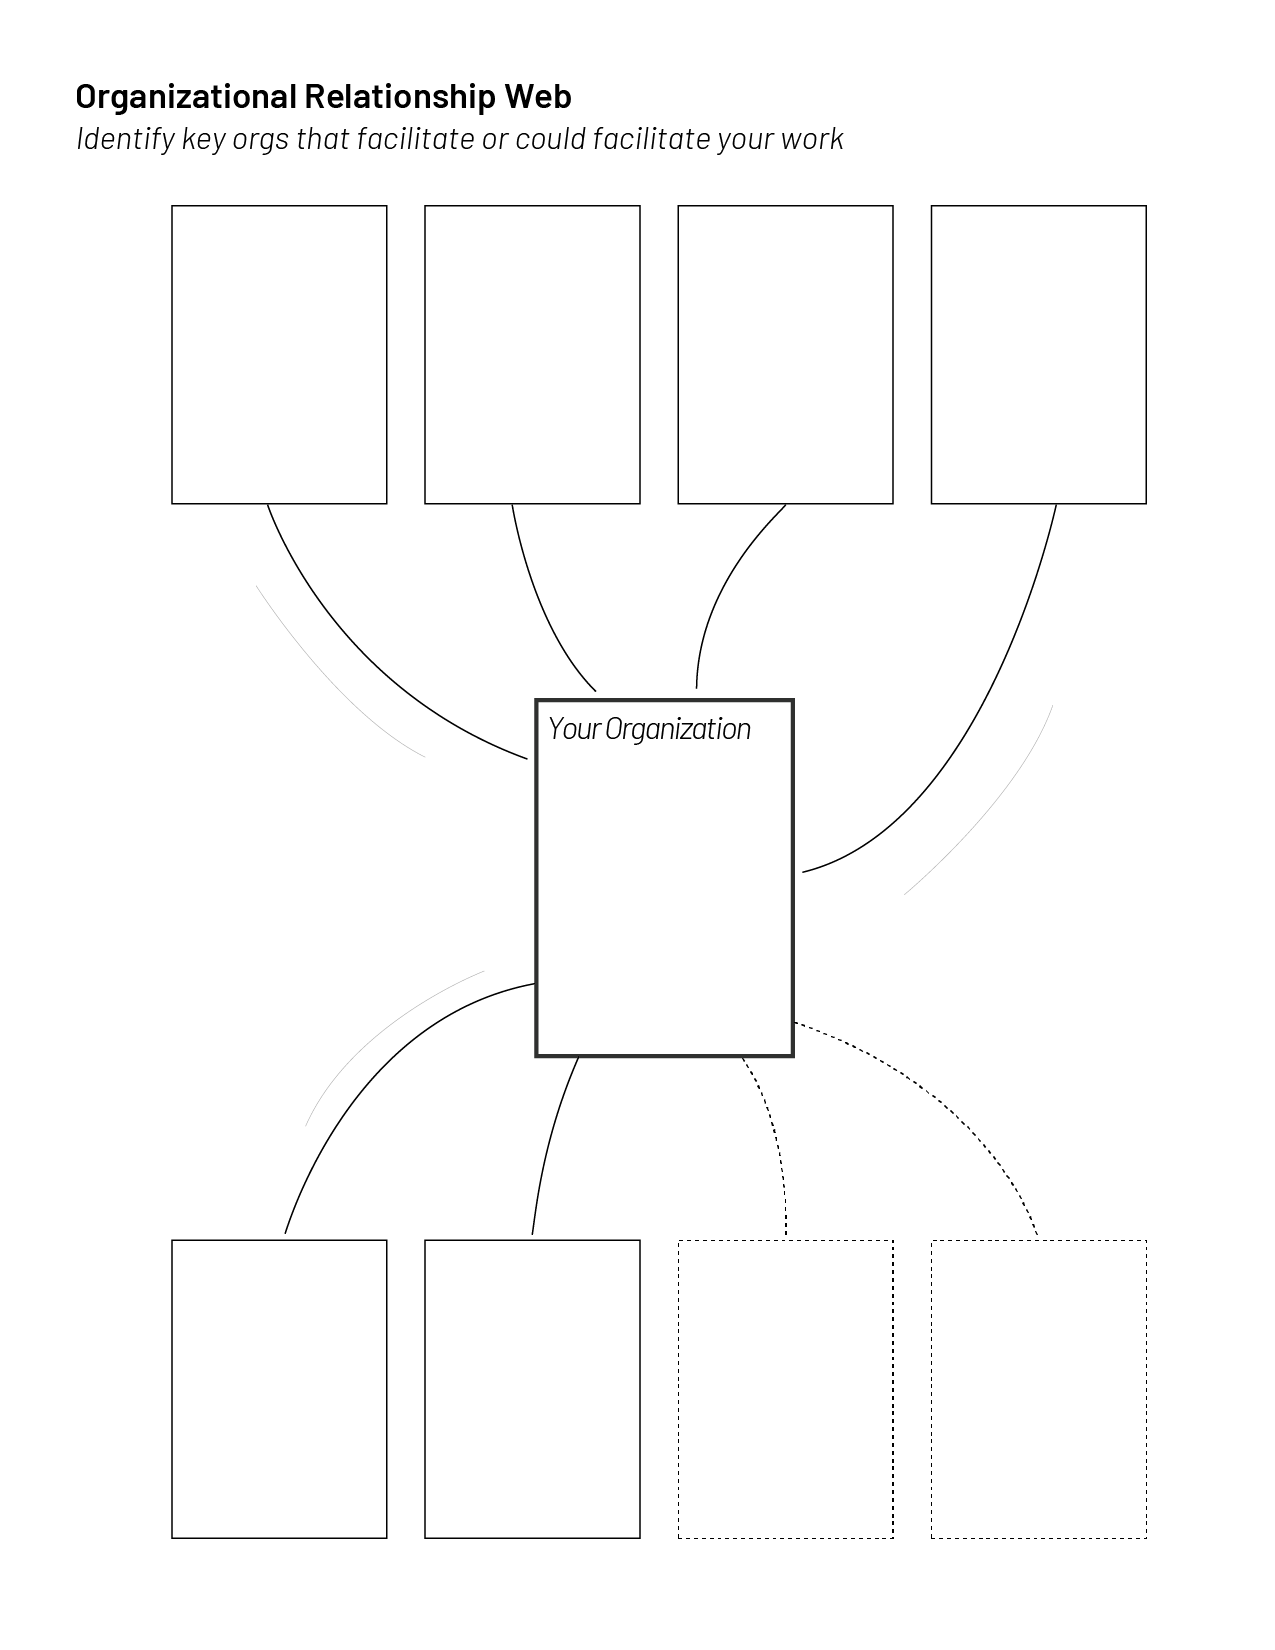 Organizational Relationship Web
Identify key orgs that facilitate or could facilitate your work
Your Organization